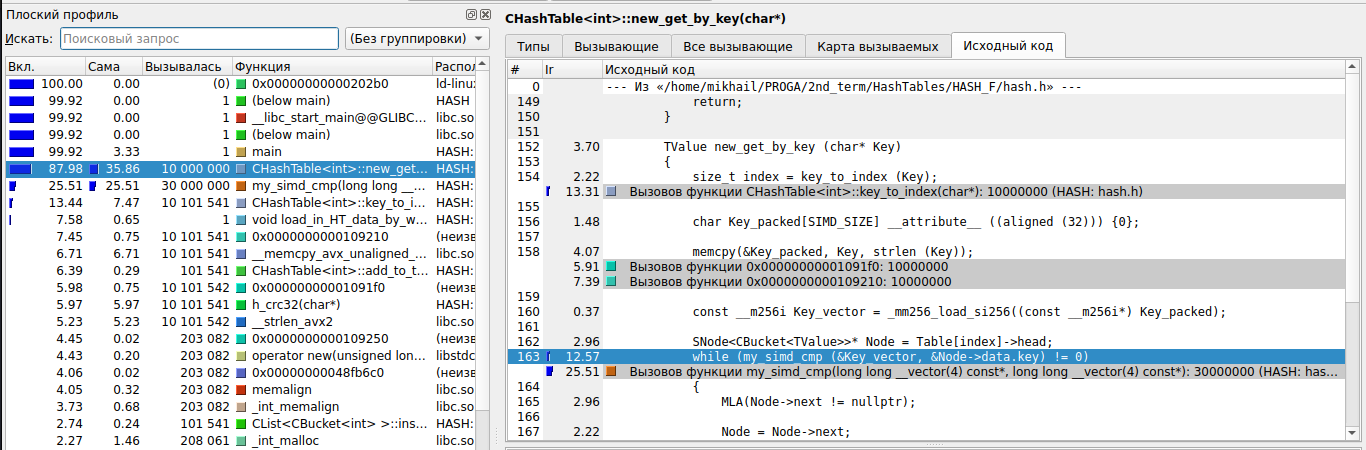 Плоский профиль
Искать: Поисковый запрос (Без группировки)
Вкл. Сама Вызывалась Функция Распол
100.00 0.00 (0) 0x00000000000202b0 ld-linu
99.92 0.00 1 (below main) HASH
99.92 0.00 1 __libc_start_main@@GLIBC... libc.so
99.92 0.00 1 (below main) libc.so
99.92 3.33 1 main HASH:
87.98 35.86 10 000 000 CHashTable<int>::new_get... HASH:
25.51 25.51 30 000 000 my_simd_cmp(long long __... HASH:
13.44 7.47 10 101 541 CHashTable<int>::key_to_i... HASH:
7.58 0.65 1 void load_in_HT_data_by_w... HASH:
7.45 0.75 10 101 541 0x0000000000109210 (неизв
6.71 6.71 10 101 541 __memcpy_avx_unaligned_... libc.so
6.39 0.29 101 541 CHashTable<int>::add_to_t... HASH:
5.98 0.75 10 101 542 0x00000000001091f0 (неизв
5.97 5.97 10 101 541 h_crc32(char*) HASH:
5.23 5.23 10 101 542 __strlen_avx2 libc.so
4.45 0.02 203 082 0x0000000000109250 (неизв
4.43 0.20 203 082 operator new(unsigned lon... libstdc
4.06 0.02 203 082 0x00000000048fb6c0 (неизв
4.05 0.32 203 082 memalign libc.so
3.73 0.68 203 082 _int_memalign libc.so
2.74 0.24 101 541 CList<CBucket<int> >::ins... HASH:
2.27 1.46 208 061 _int_malloc libc.so
CHashTable<int>::new_get_by_key(char*)
Типы Вызывающие Все вызывающие Карта вызываемых Исходный код
# Ir Исходный код
0 --- Из «/home/mikhail/PROGA/2nd_term/HashTables/HASH_F/hash.h» ---
149 return;
150 }
151
152 3.70 TValue new_get_by_key (char* Key)
153 {
154 2.22 size_t index = key_to_index (Key);
13.31 Вызовов функции CHashTable<int>::key_to_index(char*): 10000000 (HASH: hash.h)
155
156 1.48 char Key_packed[SIMD_SIZE] __attribute__ ((aligned (32))) {0};
157
158 4.07 memcpy(&Key_packed, Key, strlen (Key));
5.91 Вызовов функции 0x00000000001091f0: 10000000
7.39 Вызовов функции 0x0000000000109210: 10000000
159
160 0.37 const __m256i Key_vector = _mm256_load_si256((const __m256i*) Key_packed);
161
162 2.96 SNode<CBucket<TValue>>* Node = Table[index]->head;
163 12.57 while (my_simd_cmp (&Key_vector, &Node->data.key) != 0)
25.51 Вызовов функции my_simd_cmp(long long __vector(4) const*, long long __vector(4) const*): 30000000 (HASH: has...
164 {
165 2.96 MLA(Node->next != nullptr);
166
167 2.22 Node = Node->next;